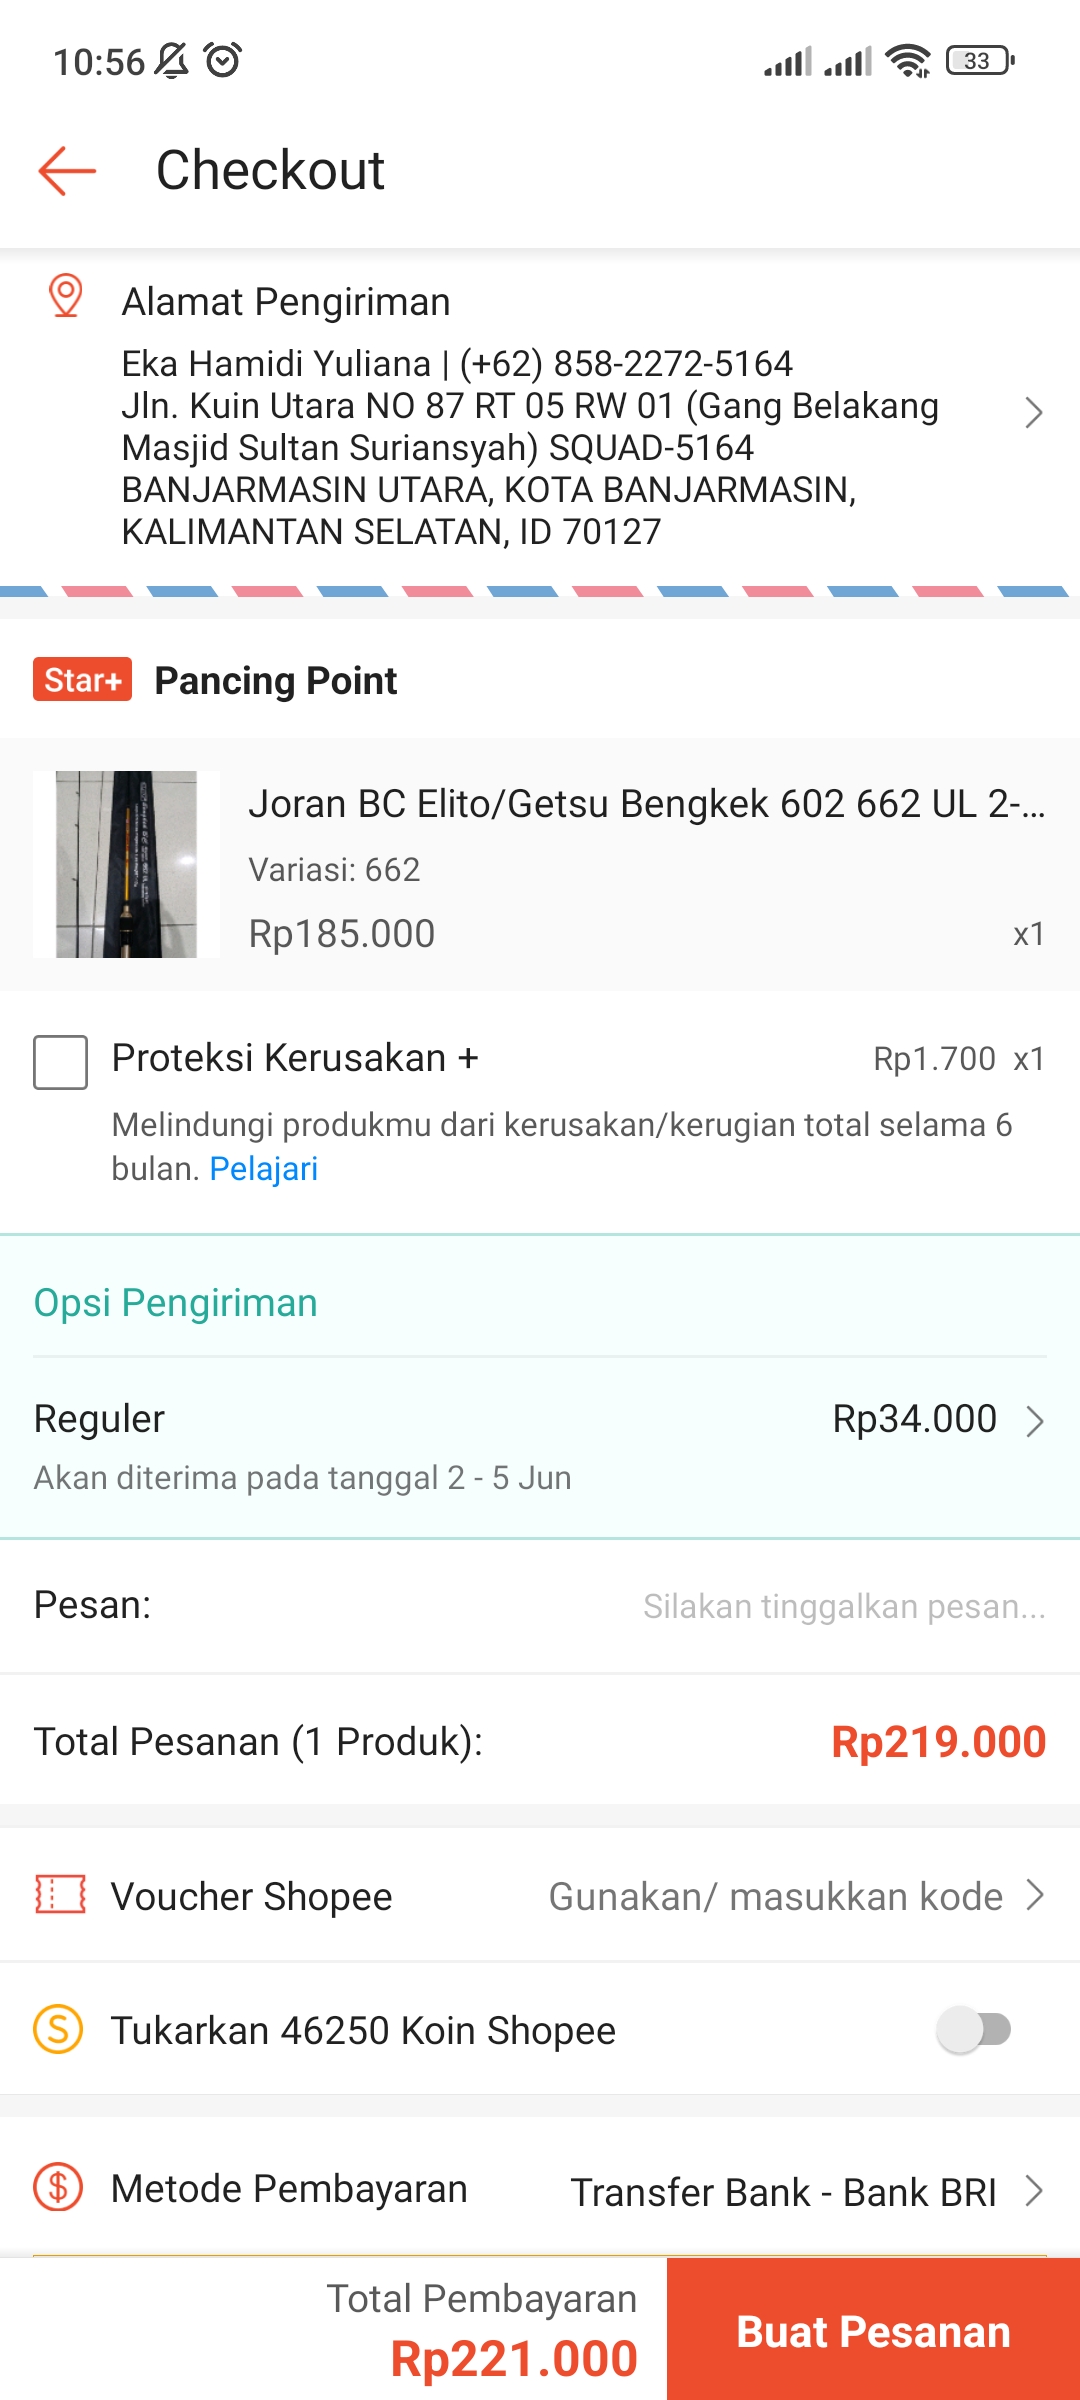 10:56
33
Checkout
Alamat Pengiriman
Eka Hamidi Yuliana | (+62) 858-2272-5164
Jln. Kuin Utara NO 87 RT 05 RW 01 (Gang Belakang
Masjid Sultan Suriansyah) SQUAD-5164
BANJARMASIN UTARA, KOTA BANJARMASIN,
KALIMANTAN SELATAN, ID 70127
Star+ Pancing Point
Joran BC Elito/Getsu Bengkek 602 662 UL 2-...
Variasi: 662
Rp185.000 x1
Proteksi Kerusakan + Rp1.700 x1
Melindungi produkmu dari kerusakan/kerugian total selama 6
bulan. Pelajari
Opsi Pengiriman
Reguler Rp34.000
Akan diterima pada tanggal 2 - 5 Jun
Pesan: Silakan tinggalkan pesan...
Total Pesanan (1 Produk): Rp219.000
Voucher Shopee Gunakan/ masukkan kode
Tukarkan 46250 Koin Shopee
Metode Pembayaran Transfer Bank - Bank BRI
Total Pembayaran
Rp221.000
Buat Pesanan